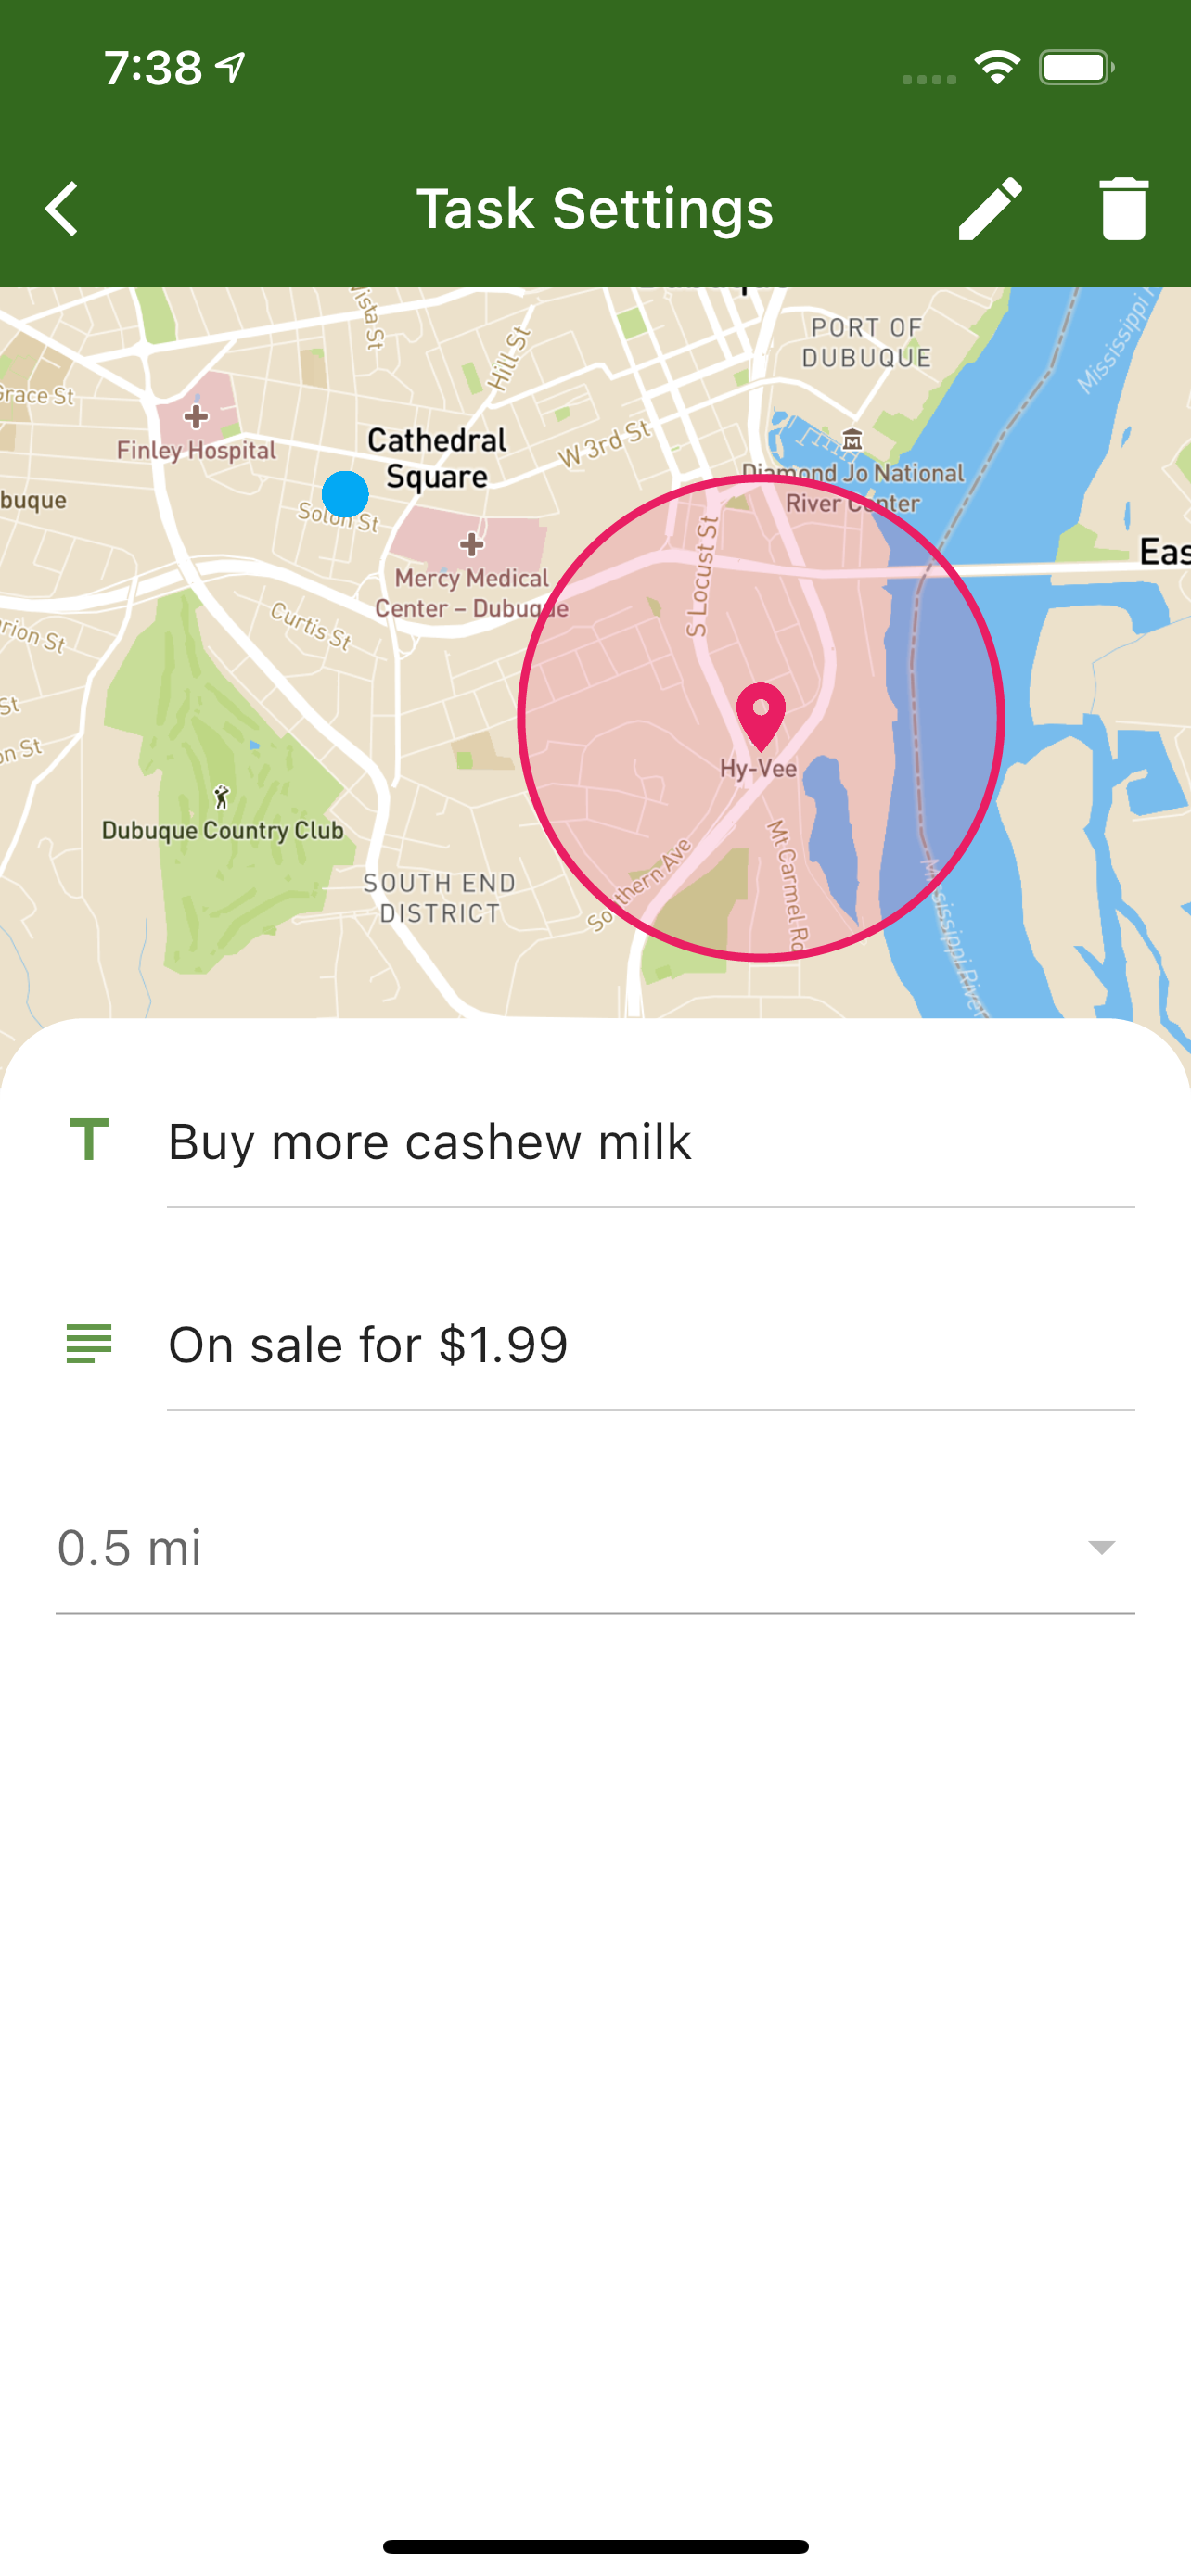 7:38
Task Settings
PORT OF
DUBUQUE
Mississippi
Vista St
Hill St
Grace St
Finley Hospital
Cathedral
Square
W 3rd St
Diamond Jo National
River Center
buque
Solon St
Mercy Medical
Center – Dubuque
S Locust St
Eas
Curtis St
rion St
St
on St
Hy-Vee
Dubuque Country Club
SOUTH END
DISTRICT
Southern Ave
Mt Carmel Rd
Mississippi River
Buy more cashew milk
On sale for $1.99
0.5 mi